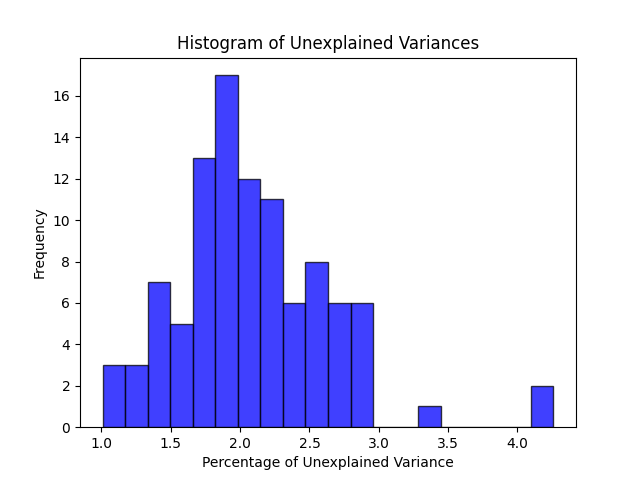 Histogram of Unexplained Variances
16
14
12
10
8
6
4
2
0
Frequency
1.0 1.5 2.0 2.5 3.0 3.5 4.0
Percentage of Unexplained Variance